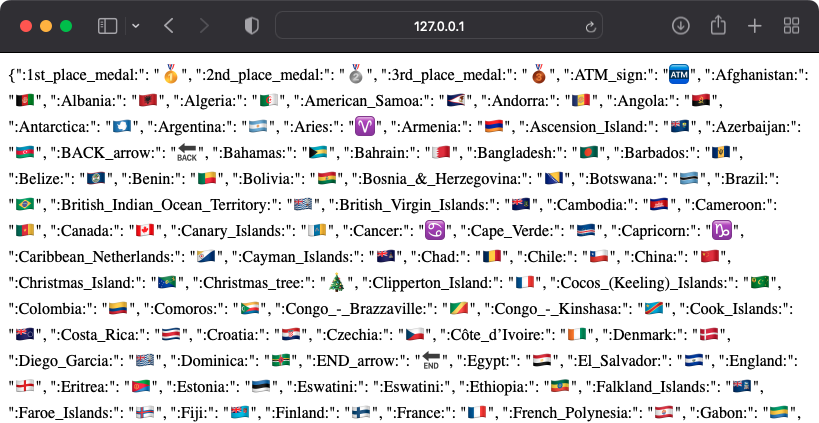 127.0.0.1
{":1st_place_medal:": "🥇", ":2nd_place_medal:": "🥈", ":3rd_place_medal:": "🥉", ":ATM_sign:": "🏧", ":Afghanistan:":
"🇦🇫", ":Albania:": "🇦🇱", ":Algeria:": "🇩🇿", ":American_Samoa:": "🇦🇸", ":Andorra:": "🇦🇩", ":Angola:": "🇦🇴",
":Antarctica:": "🇦🇶", ":Argentina:": "🇦🇷", ":Aries:": "♈", ":Armenia:": "🇦🇲", ":Ascension_Island:": "🇦🇨", ":Azerbaijan:":
"🇦🇿", ":BACK_arrow:": "🔙", ":Bahamas:": "🇧🇸", ":Bahrain:": "🇧🇭", ":Bangladesh:": "🇧🇩", ":Barbados:": "🇧🇧",
":Belize:": "🇧🇿", ":Benin:": "🇧🇯", ":Bolivia:": "🇧🇴", ":Bosnia_&_Herzegovina:": "🇧🇦", ":Botswana:": "🇧🇼", ":Brazil:":
"🇧🇷", ":British_Indian_Ocean_Territory:": "🇮🇴", ":British_Virgin_Islands:": "🇻🇬", ":Cambodia:": "🇰🇭", ":Cameroon:":
"🇨🇲", ":Canada:": "🇨🇦", ":Canary_Islands:": "🇮🇨", ":Cancer:": "♋", ":Cape_Verde:": "🇨🇻", ":Capricorn:": "♑",
":Caribbean_Netherlands:": "🇧🇶", ":Cayman_Islands:": "🇰🇾", ":Chad:": "🇹🇩", ":Chile:": "🇨🇱", ":China:": "🇨🇳",
":Christmas_Island:": "🇨🇽", ":Christmas_tree:": "🎄", ":Clipperton_Island:": "🇨🇵", ":Cocos_(Keeling)_Islands:": "🇨🇨",
":Colombia:": "🇨🇴", ":Comoros:": "🇰🇲", ":Congo_-_Brazzaville:": "🇨🇬", ":Congo_-_Kinshasa:": "🇨🇩", ":Cook_Islands:":
"🇨🇰", ":Costa_Rica:": "🇨🇷", ":Croatia:": "🇭🇷", ":Czechia:": "🇨🇿", ":Côte_d’Ivoire:": "🇨🇮", ":Denmark:": "🇩🇰",
":Diego_Garcia:": "🇩🇬", ":Dominica:": "🇩🇲", ":END_arrow:": "🔚", ":Egypt:": "🇪🇬", ":El_Salvador:": "🇸🇻", ":England:":
"🏴󠁧󠁢󠁥󠁮󠁧󠁿", ":Eritrea:": "🇪🇷", ":Estonia:": "🇪🇪", ":Eswatini:": ":Eswatini:", ":Ethiopia:": "🇪🇹", ":Falkland_Islands:": "🇫🇰",
":Faroe_Islands:": "🇫🇴", ":Fiji:": "🇫🇯", ":Finland:": "🇫🇮", ":France:": "🇫🇷", ":French_Polynesia:": "🇵🇫", ":Gabon:": "🇬🇦",